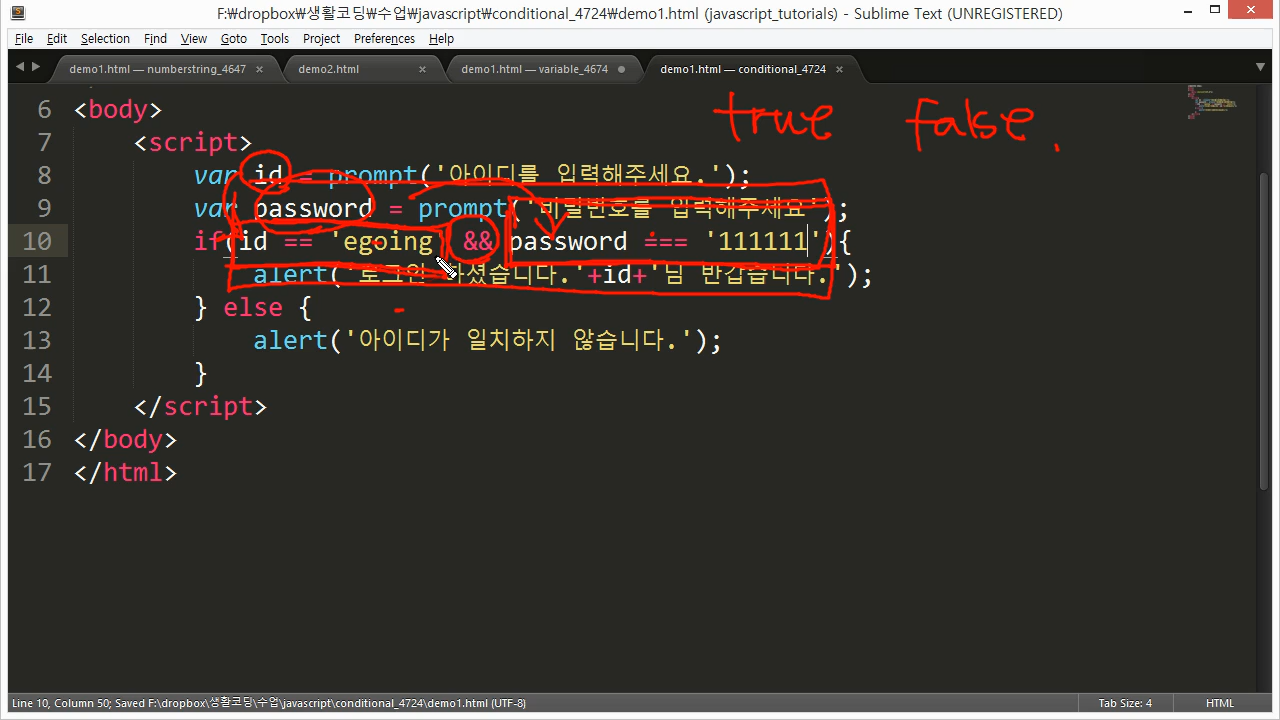 F:₩dropbox₩생활코딩₩수업₩javascript₩conditional_4724₩demo1.html (javascript_tutorials) - Sublime Text (UNREGISTERED)
File Edit Selection Find View Goto Tools Project Preferences Help
demo1.html — numberstring_4647 demo2.html demo1.html — variable_4674 demo1.html — conditional_4724
true false.
6 <body>
7 <script>
8 var id = prompt('아이디를 입력해주세요.');
9 var password = prompt('비밀번호를 입력해주세요');
10 if(id == 'egoing' && password === '111111'){
11 alert('로그인 하셨습니다.'+id+'님 반갑습니다.');
12 } else {
13 alert('아이디가 일치하지 않습니다.');
14 }
15 </script>
16 </body>
17 </html>
Line 10, Column 50; Saved F:\dropbox\생활코딩\수업\javascript\conditional_4724\demo1.html (UTF-8) Tab Size: 4 HTML